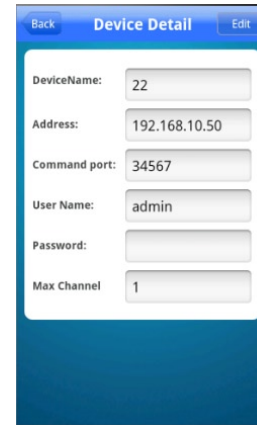 Back Device Detail Edit
DeviceName: 22
Address: 192.168.10.50
Command port: 34567
User Name: admin
Password:
Max Channel 1